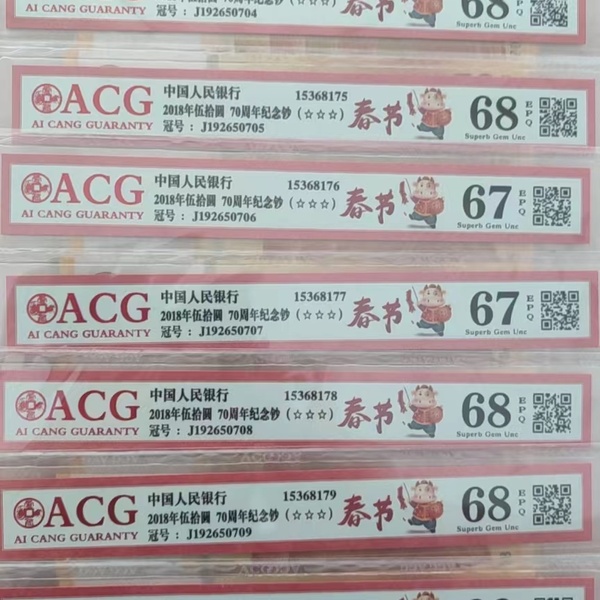 AI CANG GUARANTY
冠号 : J192650704
68
Superb Gem Unc
ACG
AI CANG GUARANTY
中国人民银行 15368175
2018年伍拾圆 70周年纪念钞 (☆☆☆)
冠号 : J192650705
春节
68
EPQ
Superb Gem Unc
ACG
AI CANG GUARANTY
中国人民银行 15368176
2018年伍拾圆 70周年纪念钞 (☆☆☆)
冠号 : J192650706
春节
67
EPQ
Superb Gem Unc
ACG
AI CANG GUARANTY
中国人民银行 15368177
2018年伍拾圆 70周年纪念钞 (☆☆☆)
冠号 : J192650707
春节
67
EPQ
Superb Gem Unc
ACG
AI CANG GUARANTY
中国人民银行 15368178
2018年伍拾圆 70周年纪念钞 (☆☆☆)
冠号 : J192650708
春节
68
EPQ
Superb Gem Unc
ACG
AI CANG GUARANTY
中国人民银行 15368179
2018年伍拾圆 70周年纪念钞 (☆☆☆)
冠号 : J192650709
春节
68
EPQ
Superb Gem Unc